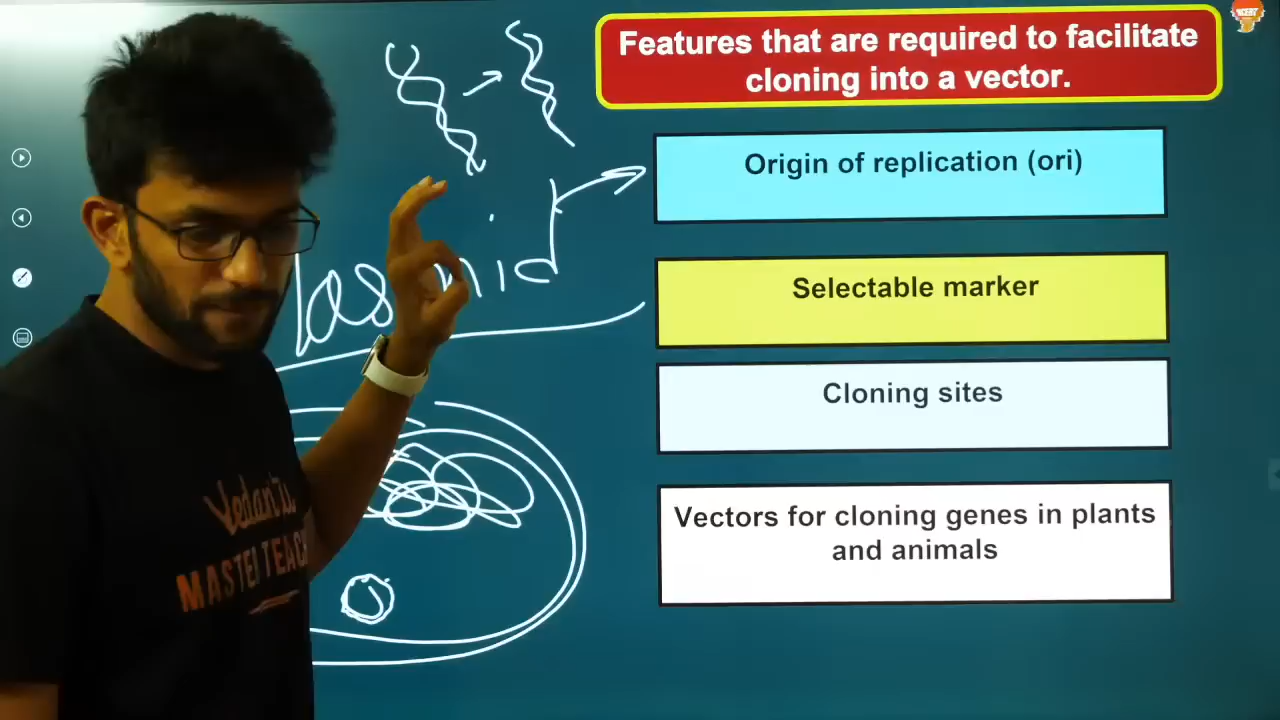 Features that are required to facilitate
cloning into a vector.
Origin of replication (ori)
Selectable marker
Cloning sites
Vectors for cloning genes in plants
and animals
Vedantu